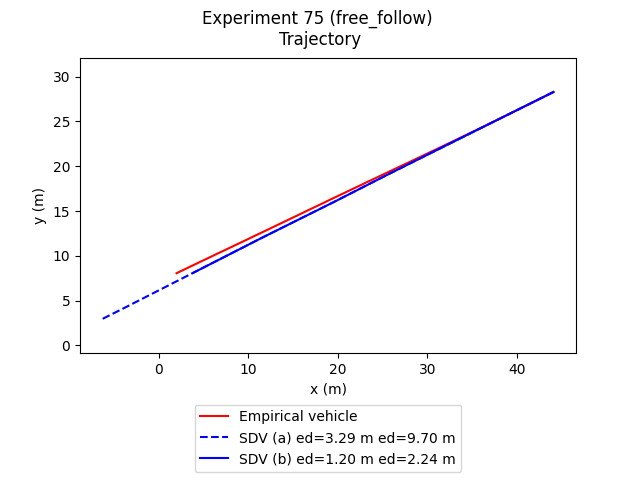 Experiment 75 (free_follow)
Trajectory
30
25
20
15
10
5
0
y (m)
0 10 20 30 40
x (m)
Empirical vehicle
SDV (a) ed=3.29 m ed=9.70 m
SDV (b) ed=1.20 m ed=2.24 m